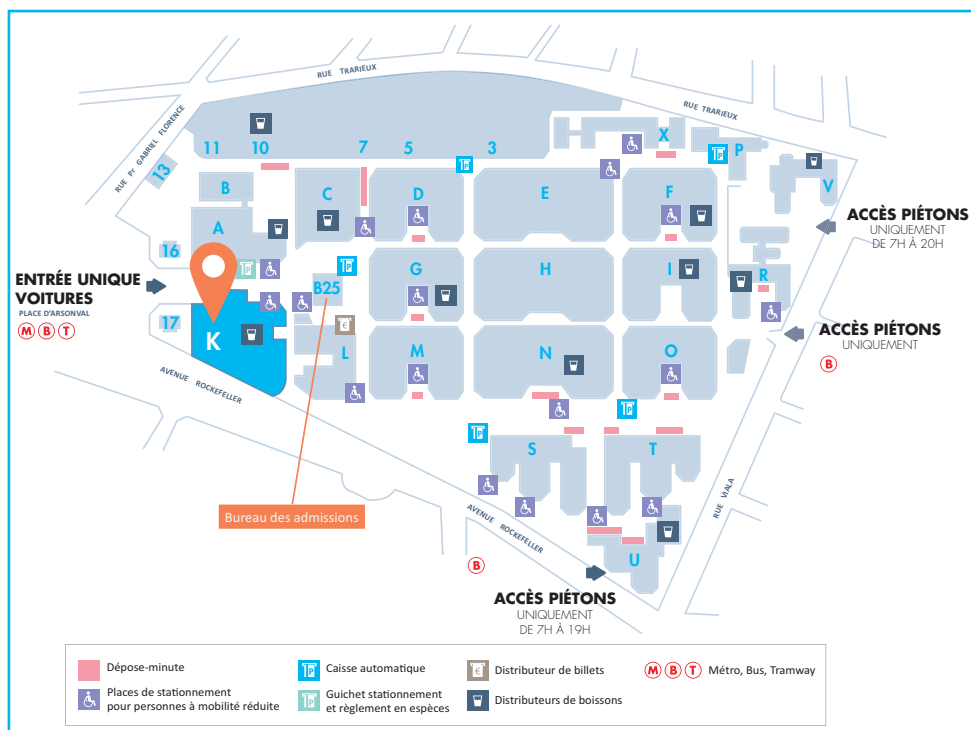 RUE TRARIEUX
RUE TRARIEUX
RUE Pr GABRIEL FLORENCE
11
10
7
5
3
X
P
13
B
C
D
E
F
V
A
16
ACCÈS PIÉTONS
UNIQUEMENT
DE 7H À 20H
ENTRÉE UNIQUE
VOITURES
PLACE D'ARSONVAL
M B T
G
H
I
R
B25
17
K
L
M
N
O
ACCÈS PIÉTONS
UNIQUEMENT
B
AVENUE ROCKEFELLER
S
T
RUE VIALA
Bureau des admissions
AVENUE ROCKEFELLER
B
U
ACCÈS PIÉTONS
UNIQUEMENT
DE 7H À 19H
Dépose-minute
Caisse automatique
Distributeur de billets
M B T Métro, Bus, Tramway
Places de stationnement
pour personnes à mobilité réduite
Guichet stationnement
et règlement en espèces
Distributeurs de boissons